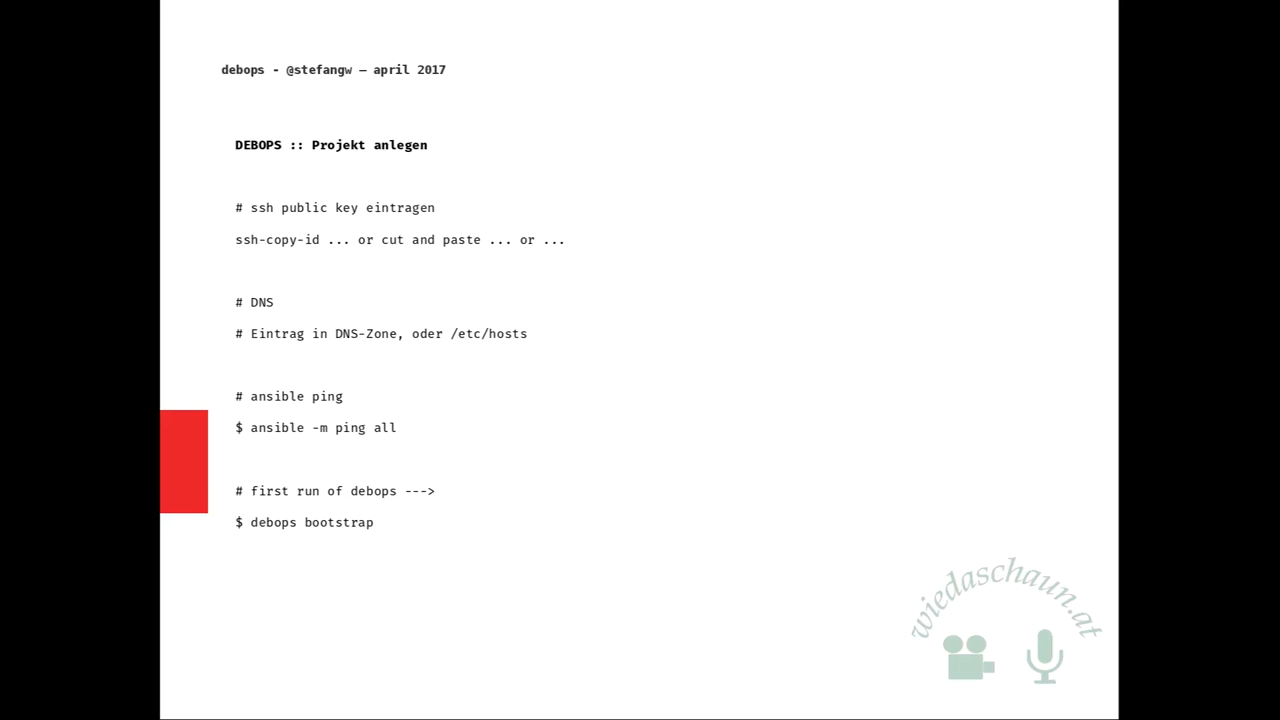 debops - @stefangw – april 2017
DEBOPS :: Projekt anlegen
# ssh public key eintragen
ssh-copy-id ... or cut and paste ... or ...
# DNS
# Eintrag in DNS-Zone, oder /etc/hosts
# ansible ping
$ ansible -m ping all
# first run of debops --->
$ debops bootstrap
wiedaschaun.at